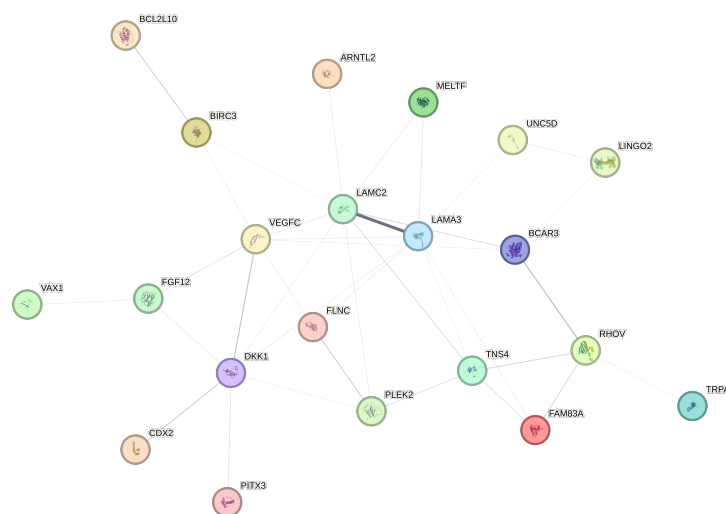 BCL2L10
ARNTL2
MELTF
BIRC3
UNC5D
LINGO2
LAMC2
VEGFC
LAMA3
BCAR3
FGF12
VAX1
FLNC
RHOV
DKK1
TNS4
PLEK2
TRPA
FAM83A
CDX2
PITX3